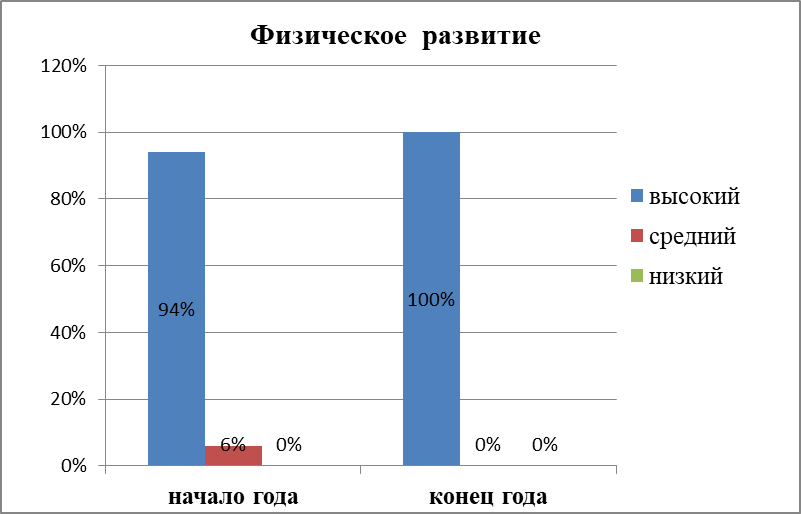 Физическое развитие
120%
100%
80%
60%
40%
20%
0%
94%
6%
0%
100%
0%
0%
начало года
конец года
высокий
средний
низкий